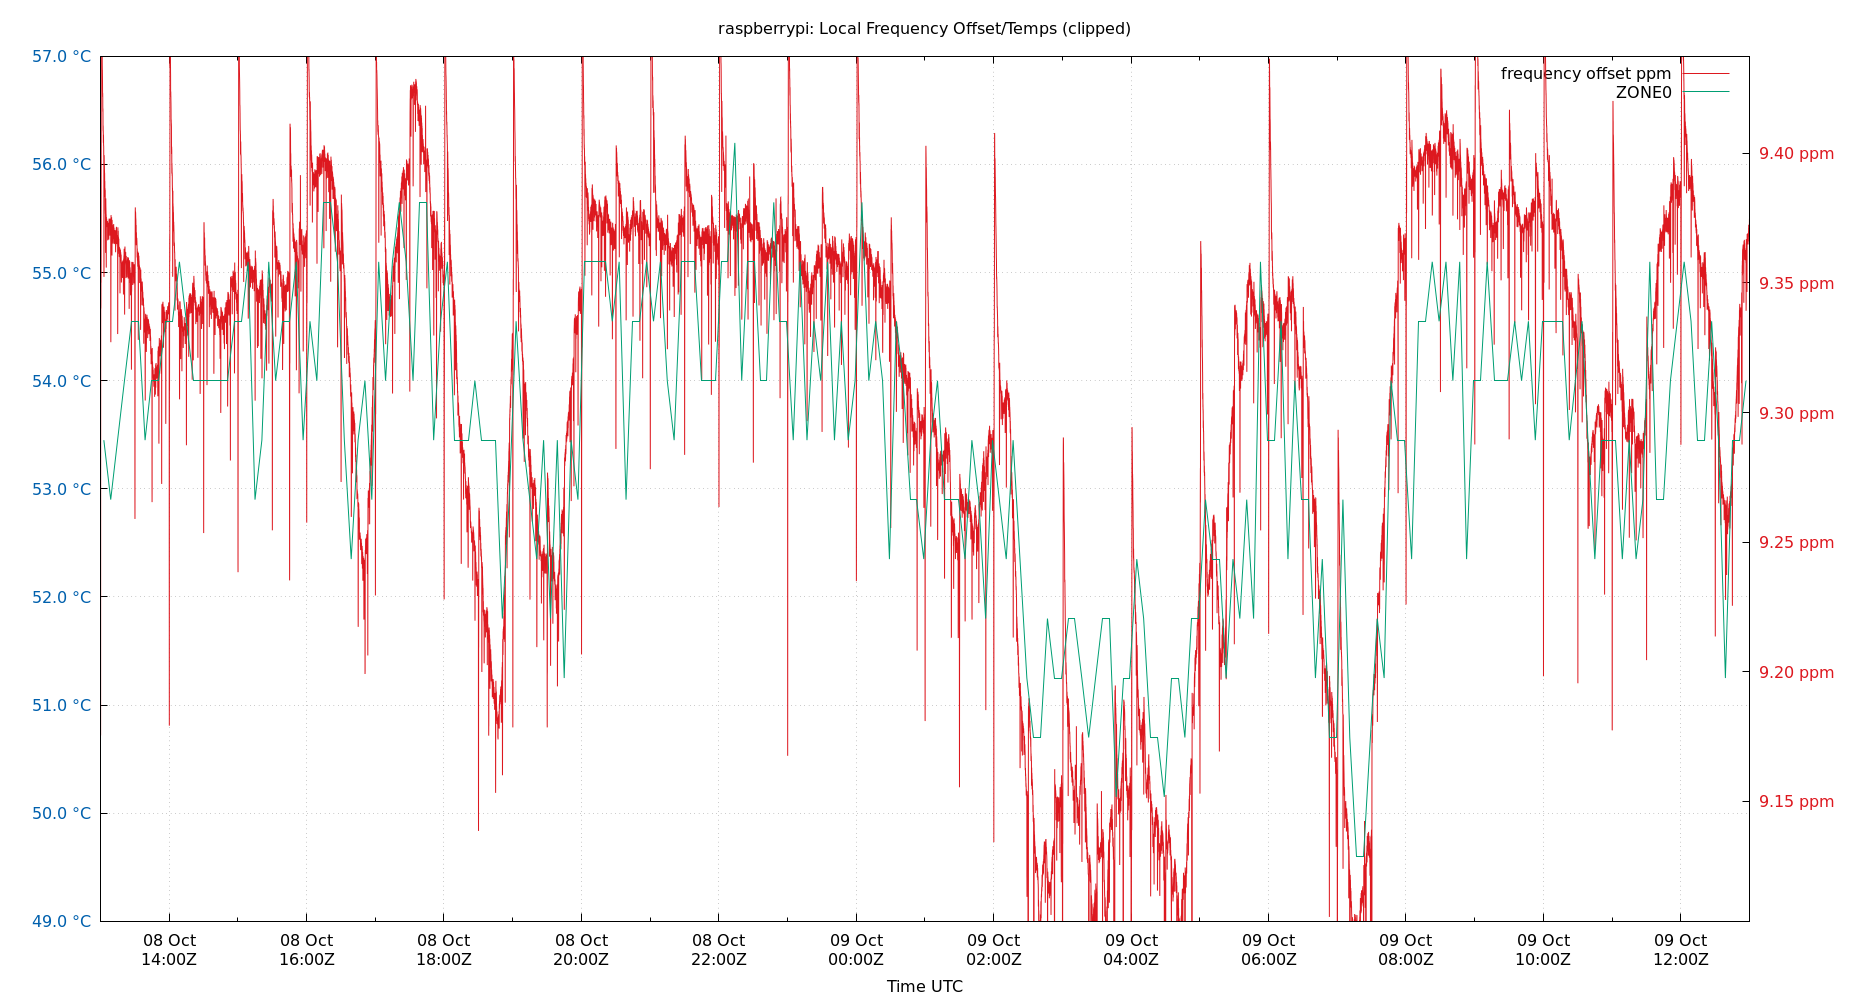 raspberrypi: Local Frequency Offset/Temps (clipped)
frequency offset ppm
ZONE0
57.0 °C
56.0 °C
55.0 °C
54.0 °C
53.0 °C
52.0 °C
51.0 °C
50.0 °C
49.0 °C
9.40 ppm
9.35 ppm
9.30 ppm
9.25 ppm
9.20 ppm
9.15 ppm
08 Oct 08 Oct 08 Oct 08 Oct 08 Oct 09 Oct 09 Oct 09 Oct 09 Oct 09 Oct 09 Oct 09 Oct
14:00Z 16:00Z 18:00Z 20:00Z 22:00Z 00:00Z 02:00Z 04:00Z 06:00Z 08:00Z 10:00Z 12:00Z
Time UTC